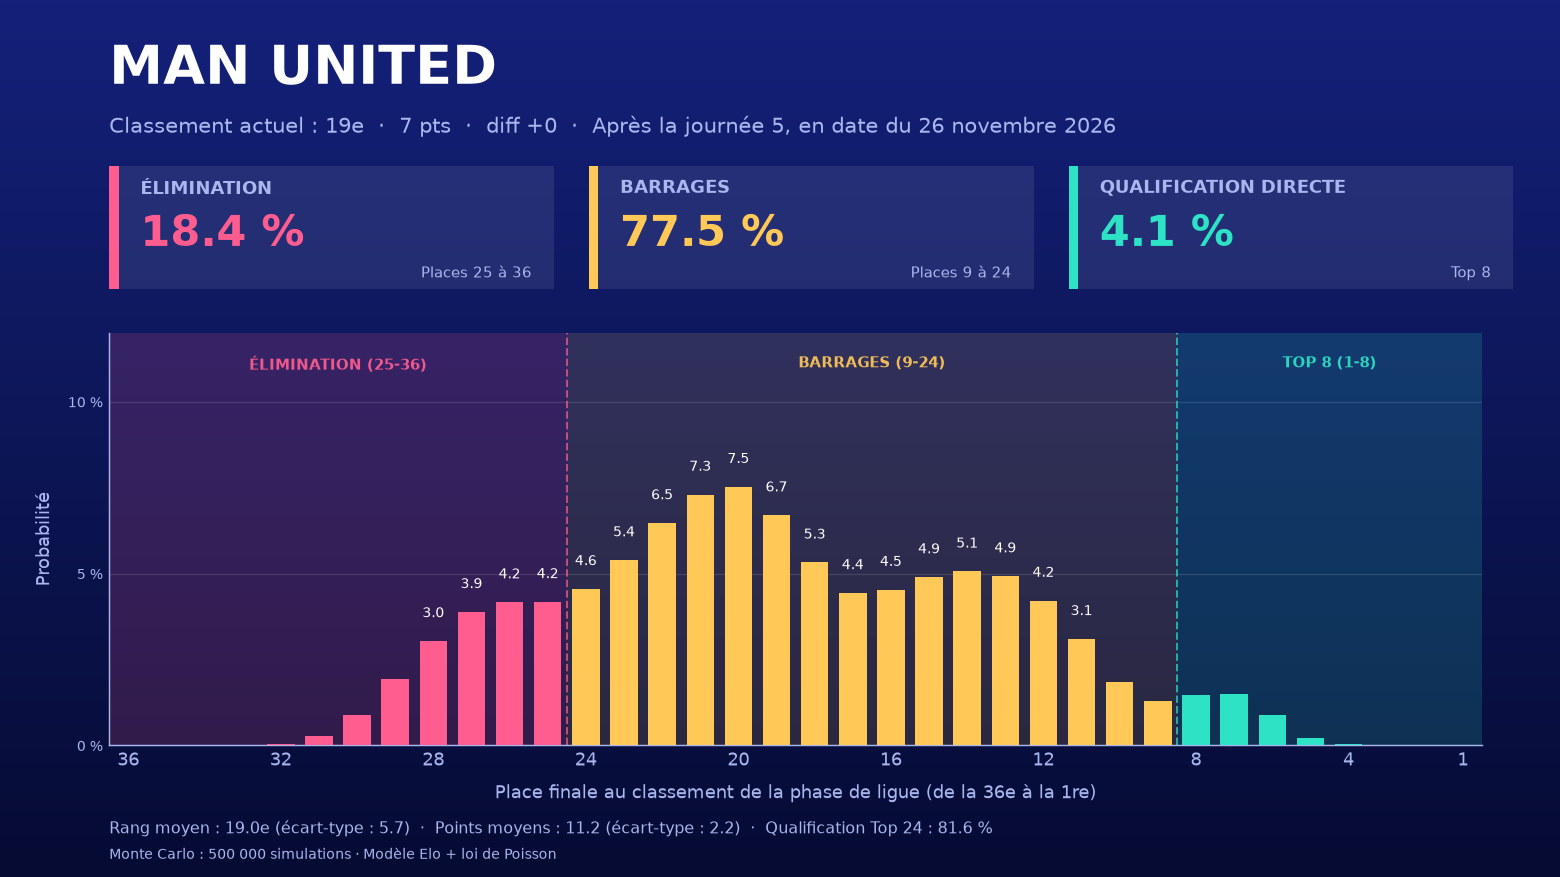 MAN UNITED
Classement actuel : 19e · 7 pts · diff +0 · Après la journée 5, en date du 26 novembre 2026
ÉLIMINATION
18.4 %
Places 25 à 36
BARRAGES
77.5 %
Places 9 à 24
QUALIFICATION DIRECTE
4.1 %
Top 8
ÉLIMINATION (25-36)
BARRAGES (9-24)
TOP 8 (1-8)
Probabilité
10 %
5 %
0 %
3.0
3.9
4.2
4.2
4.6
5.4
6.5
7.3
7.5
6.7
5.3
4.4
4.5
4.9
5.1
4.9
4.2
3.1
36 32 28 24 20 16 12 8 4 1
Place finale au classement de la phase de ligue (de la 36e à la 1re)
Rang moyen : 19.0e (écart-type : 5.7) · Points moyens : 11.2 (écart-type : 2.2) · Qualification Top 24 : 81.6 %
Monte Carlo : 500 000 simulations · Modèle Elo + loi de Poisson